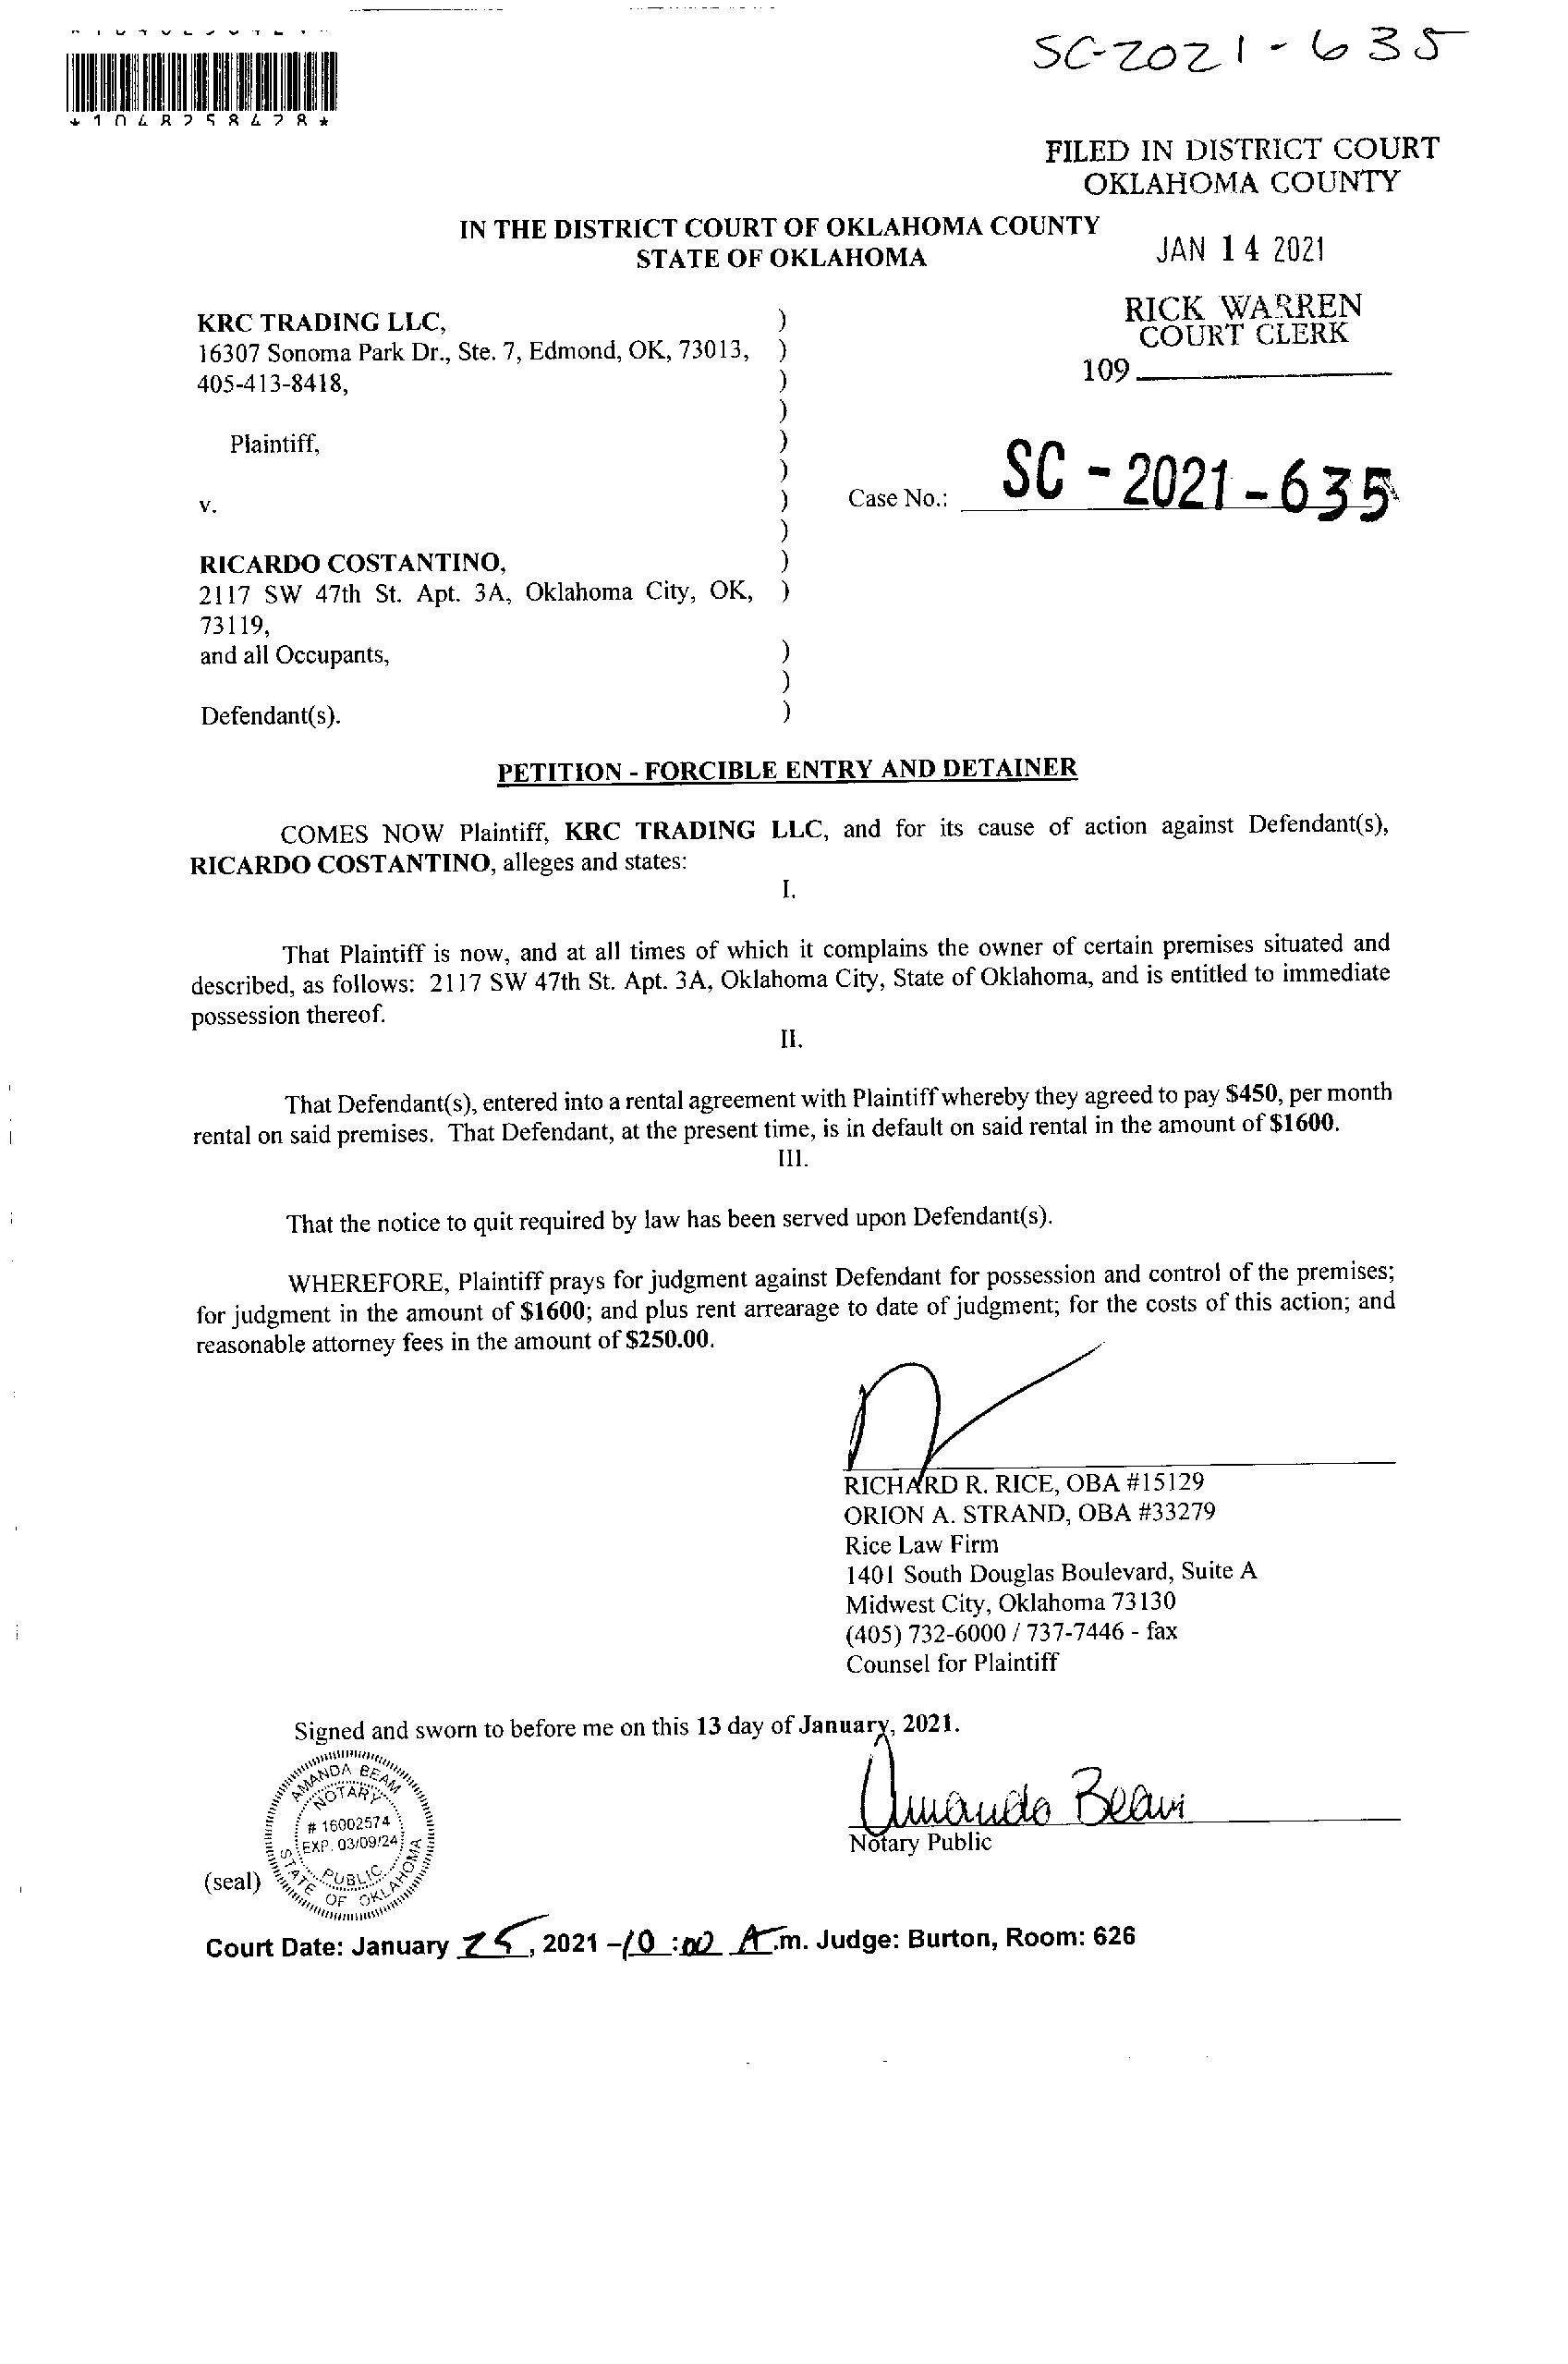 SC-2021-635
*1048258428*
FILED IN DISTRICT COURT
OKLAHOMA COUNTY
IN THE DISTRICT COURT OF OKLAHOMA COUNTY
STATE OF OKLAHOMA
JAN 14 2021
RICK WARREN
COURT CLERK
109
KRC TRADING LLC, )
16307 Sonoma Park Dr., Ste. 7, Edmond, OK, 73013, )
405-413-8418, )
)
Plaintiff, )
)
v. ) Case No.: SC-2021-635
)
RICARDO COSTANTINO, )
2117 SW 47th St. Apt. 3A, Oklahoma City, OK, )
73119,
and all Occupants, )
)
Defendant(s). )
PETITION - FORCIBLE ENTRY AND DETAINER
COMES NOW Plaintiff, KRC TRADING LLC, and for its cause of action against Defendant(s),
RICARDO COSTANTINO, alleges and states:
I.
That Plaintiff is now, and at all times of which it complains the owner of certain premises situated and
described, as follows: 2117 SW 47th St. Apt. 3A, Oklahoma City, State of Oklahoma, and is entitled to immediate
possession thereof.
II.
That Defendant(s), entered into a rental agreement with Plaintiff whereby they agreed to pay $450, per month
rental on said premises. That Defendant, at the present time, is in default on said rental in the amount of $1600.
III.
That the notice to quit required by law has been served upon Defendant(s).
WHEREFORE, Plaintiff prays for judgment against Defendant for possession and control of the premises;
for judgment in the amount of $1600; and plus rent arrearage to date of judgment; for the costs of this action; and
reasonable attorney fees in the amount of $250.00.
RICHARD R. RICE, OBA #15129
ORION A. STRAND, OBA #33279
Rice Law Firm
1401 South Douglas Boulevard, Suite A
Midwest City, Oklahoma 73130
(405) 732-6000 / 737-7446 - fax
Counsel for Plaintiff
Signed and sworn to before me on this 13 day of January, 2021.
AMANDA BEAM
NOTARY
# 16002574
EXP. 03/09/24
PUBLIC
STATE OF OKLAHOMA
Amanda Beam
Notary Public
(seal)
Court Date: January 25, 2021 -10:00 A.m. Judge: Burton, Room: 626